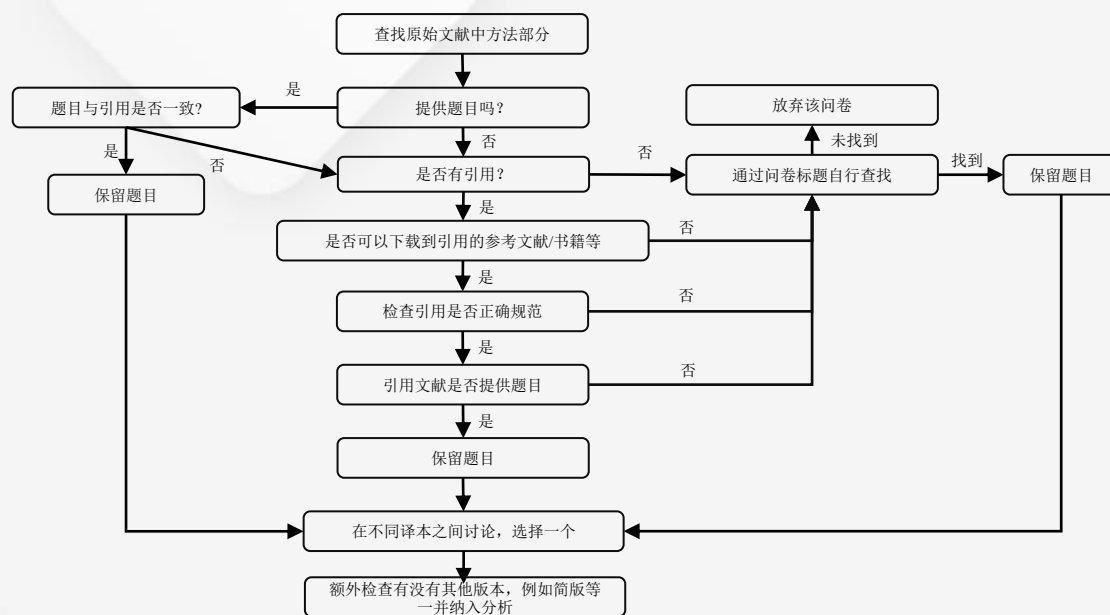 查找原始文献中方法部分
是
题目与引用是否一致?
提供题目吗？
放弃该问卷
是
否
否
否
未找到
找到
是否有引用？
通过问卷标题自行查找
保留题目
保留题目
是
是否可以下载到引用的参考文献/书籍等
否
是
检查引用是否正确规范
否
是
引用文献是否提供题目
否
是
保留题目
在不同译本之间讨论，选择一个
额外检查有没有其他版本，例如简版等
一并纳入分析